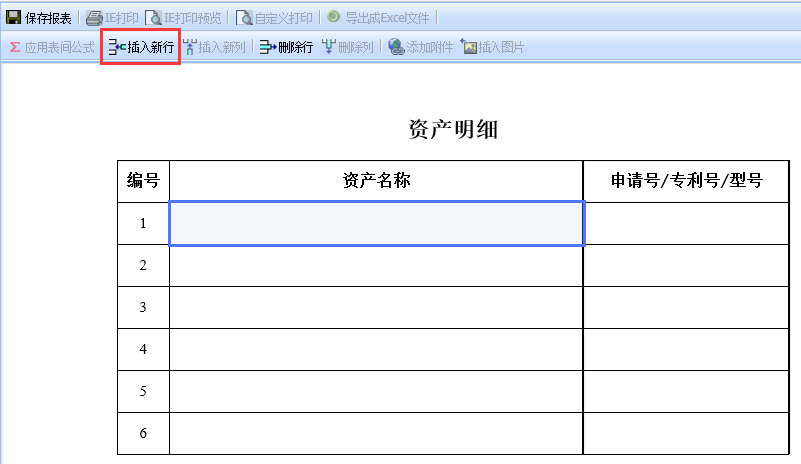 保存报表 IE打印 IE打印预览 自定义打印 导出成Excel文件
应用表间公式 插入新行 插入新列 删除行 删除列 添加附件 插入图片
资产明细
编号 资产名称 申请号/专利号/型号
1
2
3
4
5
6